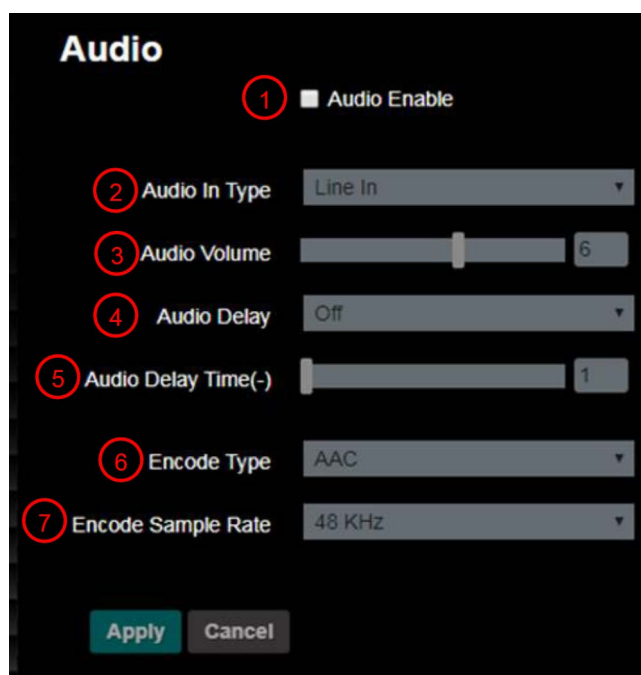 Audio
1 Audio Enable
2 Audio In Type Line In
3 Audio Volume 6
4 Audio Delay Off
5 Audio Delay Time(-) 1
6 Encode Type AAC
7 Encode Sample Rate 48 KHz
Apply Cancel